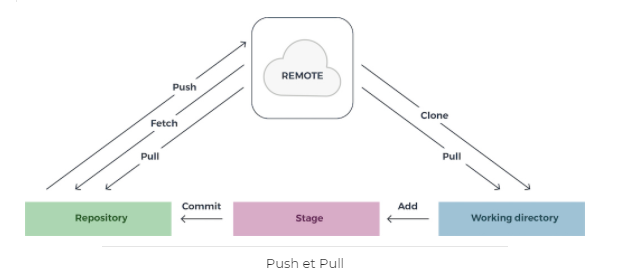 REMOTE
Push
Fetch
Pull
Clone
Pull
Repository
Commit
Stage
Add
Working directory
Push et Pull